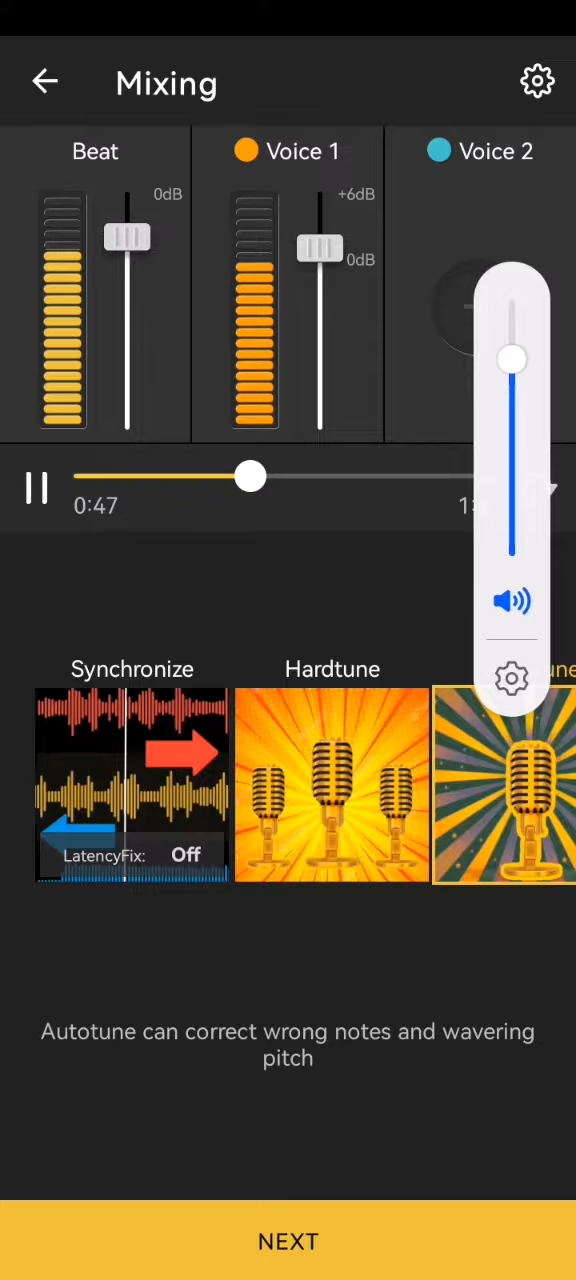 Mixing
Beat
Voice 1
Voice 2
0dB
+6dB
0dB
0:47
Synchronize
Hardtune
LatencyFix: Off
Autotune can correct wrong notes and wavering
pitch
NEXT